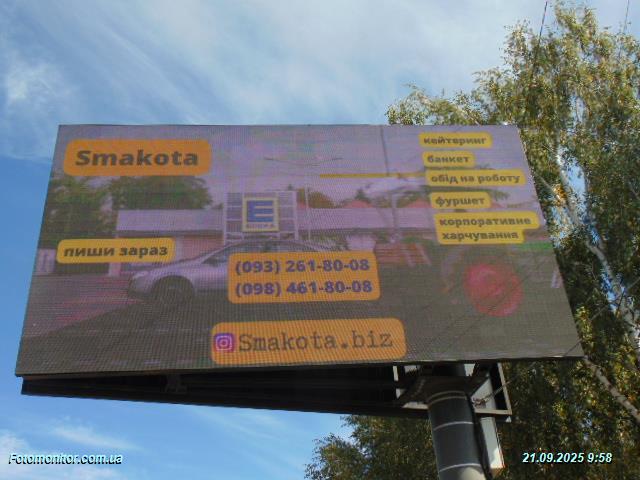 Smakota
кейтеринг
банкет
обід на роботу
фуршет
корпоративне
харчування
E
пиши зараз
(093) 261-80-08
(098) 461-80-08
Smakota.biz
Fotomonitor.com.ua
21.09.2025 9:58